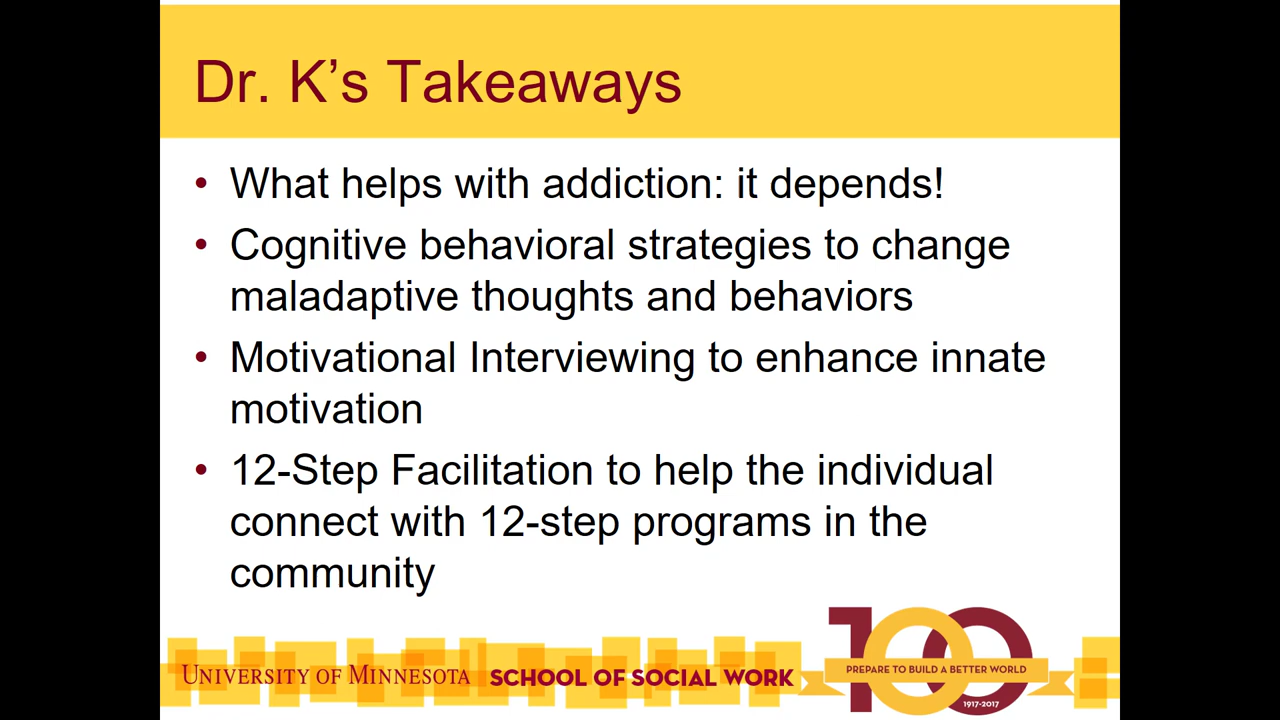 Dr. K’s Takeaways
• What helps with addiction: it depends!
• Cognitive behavioral strategies to change
maladaptive thoughts and behaviors
• Motivational Interviewing to enhance innate
motivation
• 12-Step Facilitation to help the individual
connect with 12-step programs in the
community
UNIVERSITY OF MINNESOTA SCHOOL OF SOCIAL WORK
100
PREPARE TO BUILD A BETTER WORLD
1917-2017